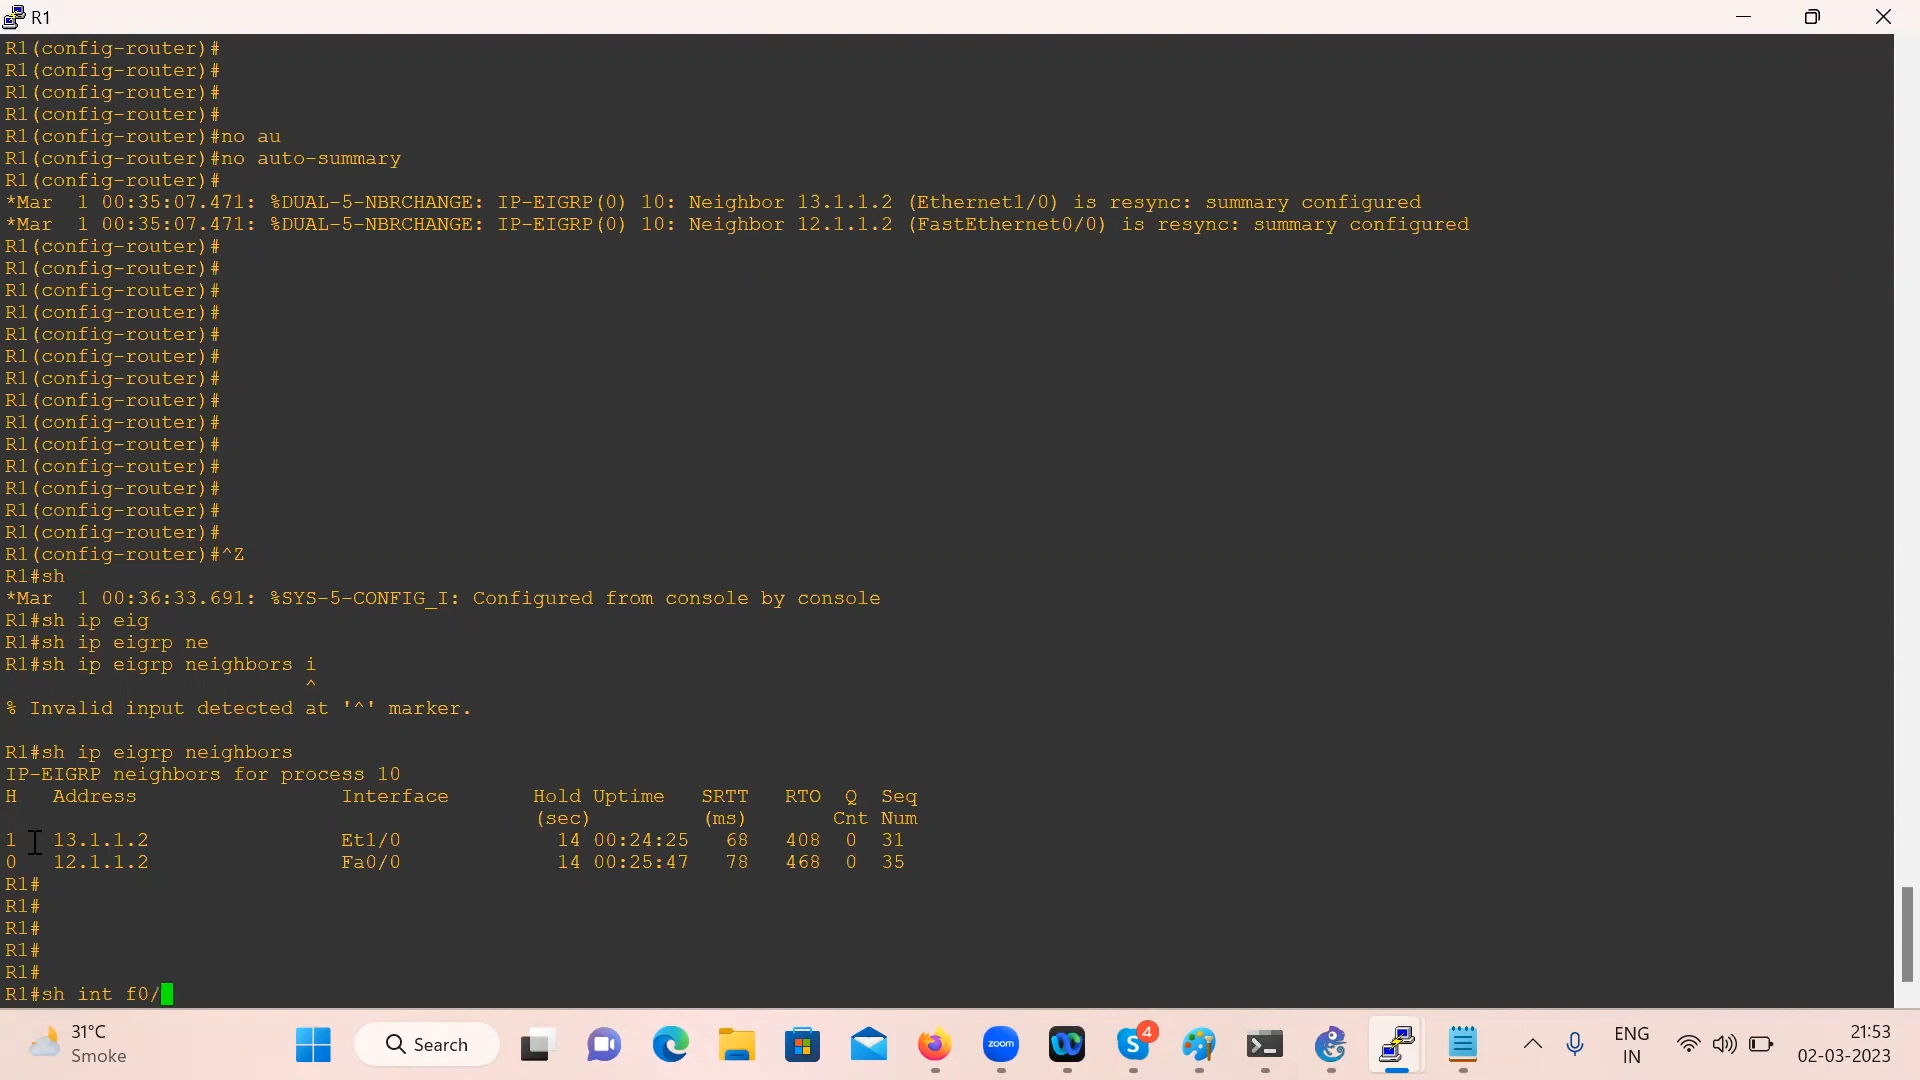 R1
R1(config-router)#
R1(config-router)#
R1(config-router)#
R1(config-router)#
R1(config-router)#no au
R1(config-router)#no auto-summary
R1(config-router)#
*Mar  1 00:35:07.471: %DUAL-5-NBRCHANGE: IP-EIGRP(0) 10: Neighbor 13.1.1.2 (Ethernet1/0) is resync: summary configured
*Mar  1 00:35:07.471: %DUAL-5-NBRCHANGE: IP-EIGRP(0) 10: Neighbor 12.1.1.2 (FastEthernet0/0) is resync: summary configured
R1(config-router)#
R1(config-router)#
R1(config-router)#
R1(config-router)#
R1(config-router)#
R1(config-router)#
R1(config-router)#
R1(config-router)#
R1(config-router)#
R1(config-router)#
R1(config-router)#
R1(config-router)#
R1(config-router)#
R1(config-router)#
R1(config-router)#^Z
R1#sh
*Mar  1 00:36:33.691: %SYS-5-CONFIG_I: Configured from console by console
R1#sh ip eig
R1#sh ip eigrp ne
R1#sh ip eigrp neighbors i
^
% Invalid input detected at '^' marker.
R1#sh ip eigrp neighbors
IP-EIGRP neighbors for process 10
H   Address                 Interface       Hold Uptime   SRTT   RTO  Q  Seq
(sec)         (ms)       Cnt Num
1   13.1.1.2                Et1/0             14 00:24:25   68   408  0  31
0   12.1.1.2                Fa0/0             14 00:25:47   78   468  0  35
R1#
R1#
R1#
R1#
R1#
R1#sh int f0/
31°C
Smoke
Search
zoom
4
ENG
IN
21:53
02-03-2023